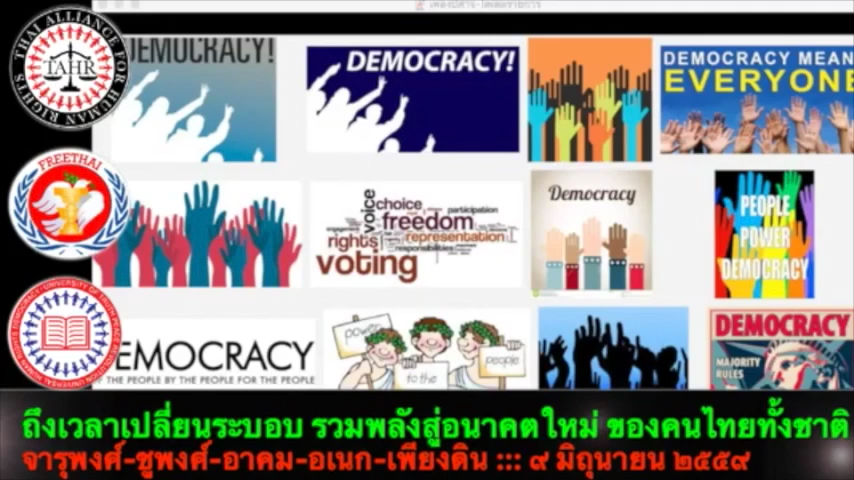 THAI ALLIANCE FOR HUMAN RIGHTS
TAHR
DEMOCRACY!
DEMOCRACY!
DEMOCRACY MEAN
EVERYONE
FREETHAI
choice
participation
voice
freedom
rights
representation
responsibilities
voting
Democracy
PEOPLE
POWER
DEMOCRACY
EMOCRACY
THE PEOPLE BY THE PEOPLE FOR THE PEOPLE
power
to the
people
DEMOCRACY
MAJORITY
RULES
ถึงเวลาเปลี่ยนระบอบ รวมพลังสู่อนาคตใหม่ ของคนไทยทั้งชาติ
จารุพงศ์-ชูพงศ์-อาคม-อเนก-เพียงดิน ::: ๙ มิถุนายน ๒๕๕๙